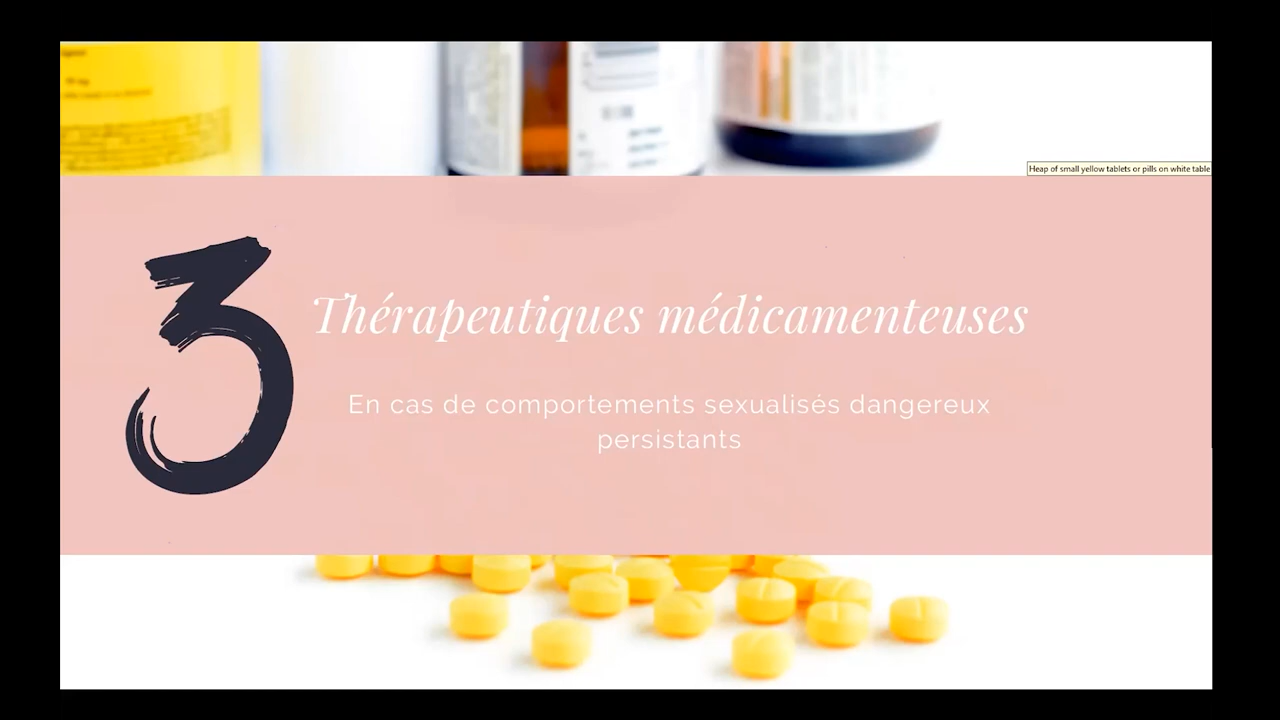 Heap of small yellow tablets or pills on white table
3
Thérapeutiques médicamenteuses
En cas de comportements sexualisés dangereux
persistants